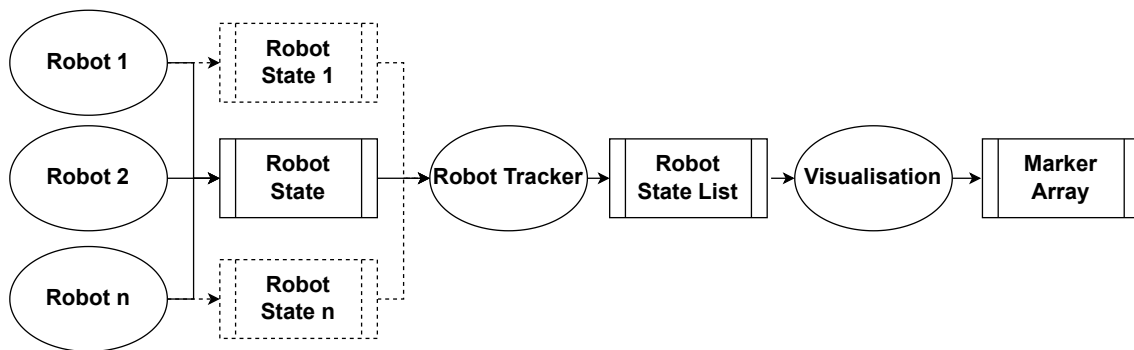 Robot 1
Robot
State 1
Robot 2
Robot
State
Robot Tracker
Robot
State List
Visualisation
Marker
Array
Robot n
Robot
State n